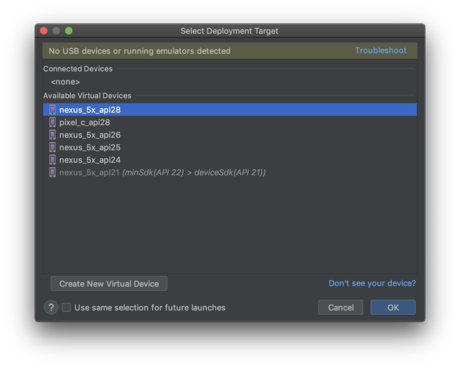 Select Deployment Target
No USB devices or running emulators detected Troubleshoot
Connected Devices
<none>
Available Virtual Devices
nexus_5x_api28
pixel_c_api28
nexus_5x_api26
nexus_5x_api25
nexus_5x_api24
nexus_5x_api21 (minSdk(API 22) > deviceSdk(API 21))
Create New Virtual Device Don't see your device?
? Use same selection for future launches Cancel OK